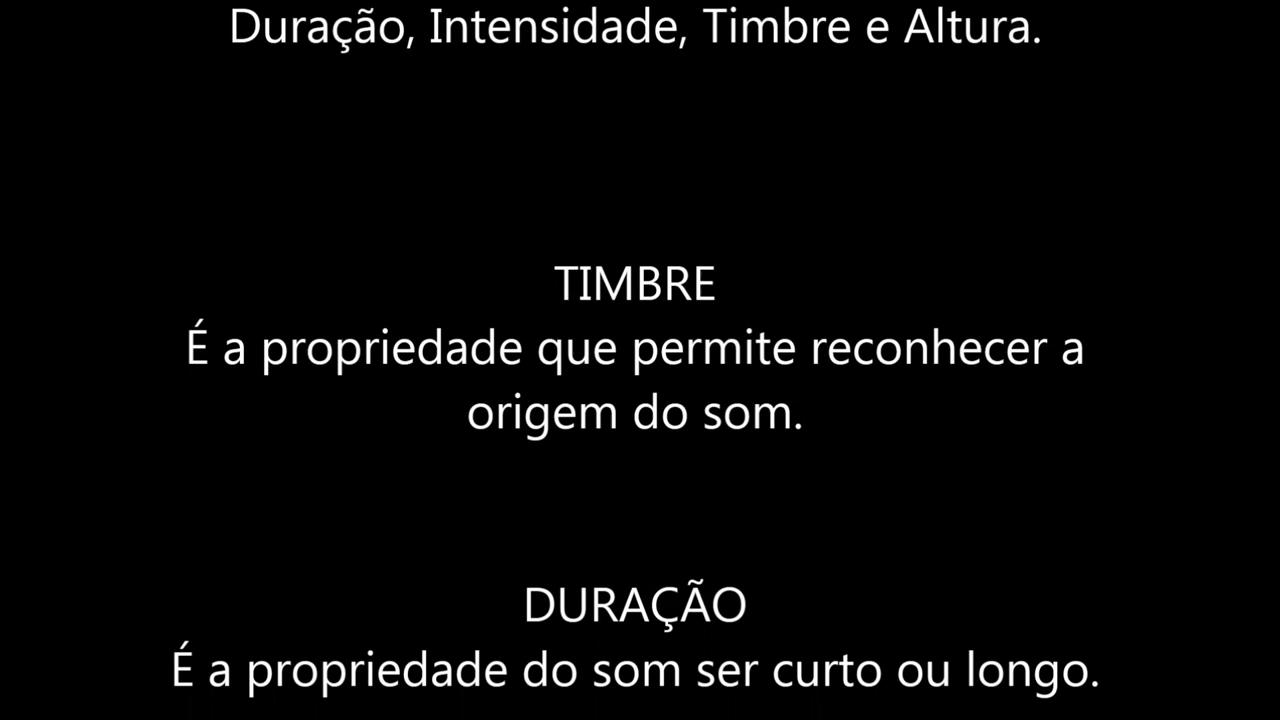 Duração, Intensidade, Timbre e Altura.
TIMBRE
É a propriedade que permite reconhecer a
origem do som.
DURAÇÃO
É a propriedade do som ser curto ou longo.